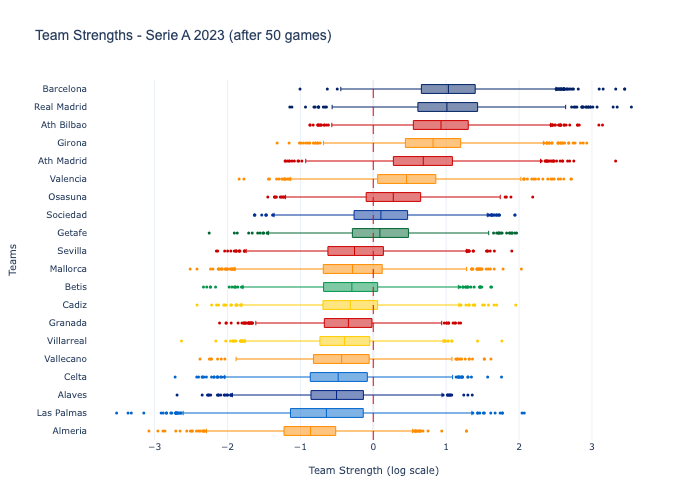 Team Strengths - Serie A 2023 (after 50 games)
Barcelona
Real Madrid
Ath Bilbao
Girona
Ath Madrid
Valencia
Osasuna
Sociedad
Getafe
Sevilla
Mallorca
Betis
Cadiz
Granada
Villarreal
Vallecano
Celta
Alaves
Las Palmas
Almeria
Teams
−3 −2 −1 0 1 2 3
Team Strength (log scale)